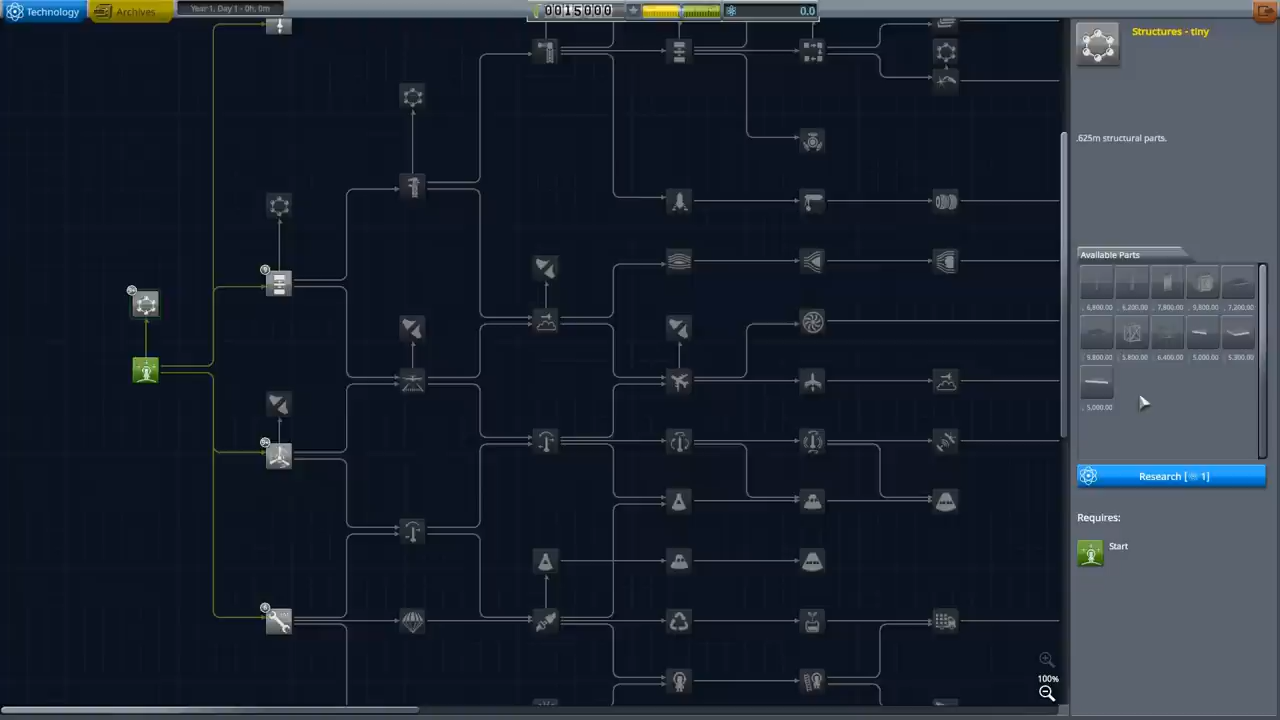 Technology
Archives
Year 1, Day 1 - 0h, 0m
0015000
0.0
Structures - tiny
.625m structural parts.
Available Parts
6,800.00
6,200.00
7,800.00
9,800.00
7,200.00
9,800.00
5,800.00
6,400.00
5,000.00
5,300.00
5,000.00
Research [ 1]
Requires:
Start
100%